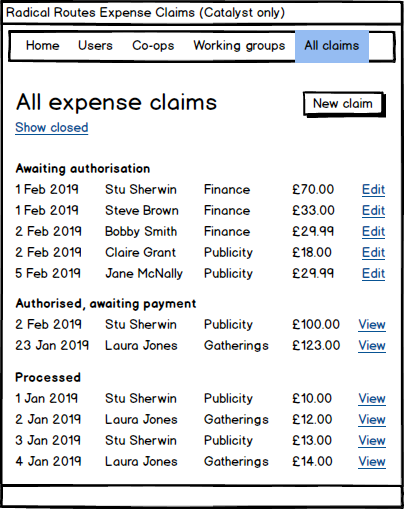 Radical Routes Expense Claims (Catalyst only)
Home Users Co-ops Working groups All claims
All expense claims New claim
Show closed
Awaiting authorisation
1 Feb 2019 Stu Sherwin Finance £70.00 Edit
1 Feb 2019 Steve Brown Finance £33.00 Edit
2 Feb 2019 Bobby Smith Finance £29.99 Edit
2 Feb 2019 Claire Grant Publicity £18.00 Edit
5 Feb 2019 Jane McNally Publicity £29.99 Edit
Authorised, awaiting payment
2 Feb 2019 Stu Sherwin Publicity £100.00 View
23 Jan 2019 Laura Jones Gatherings £123.00 View
Processed
1 Jan 2019 Stu Sherwin Publicity £10.00 View
2 Jan 2019 Laura Jones Gatherings £12.00 View
3 Jan 2019 Stu Sherwin Publicity £13.00 View
4 Jan 2019 Laura Jones Gatherings £14.00 View